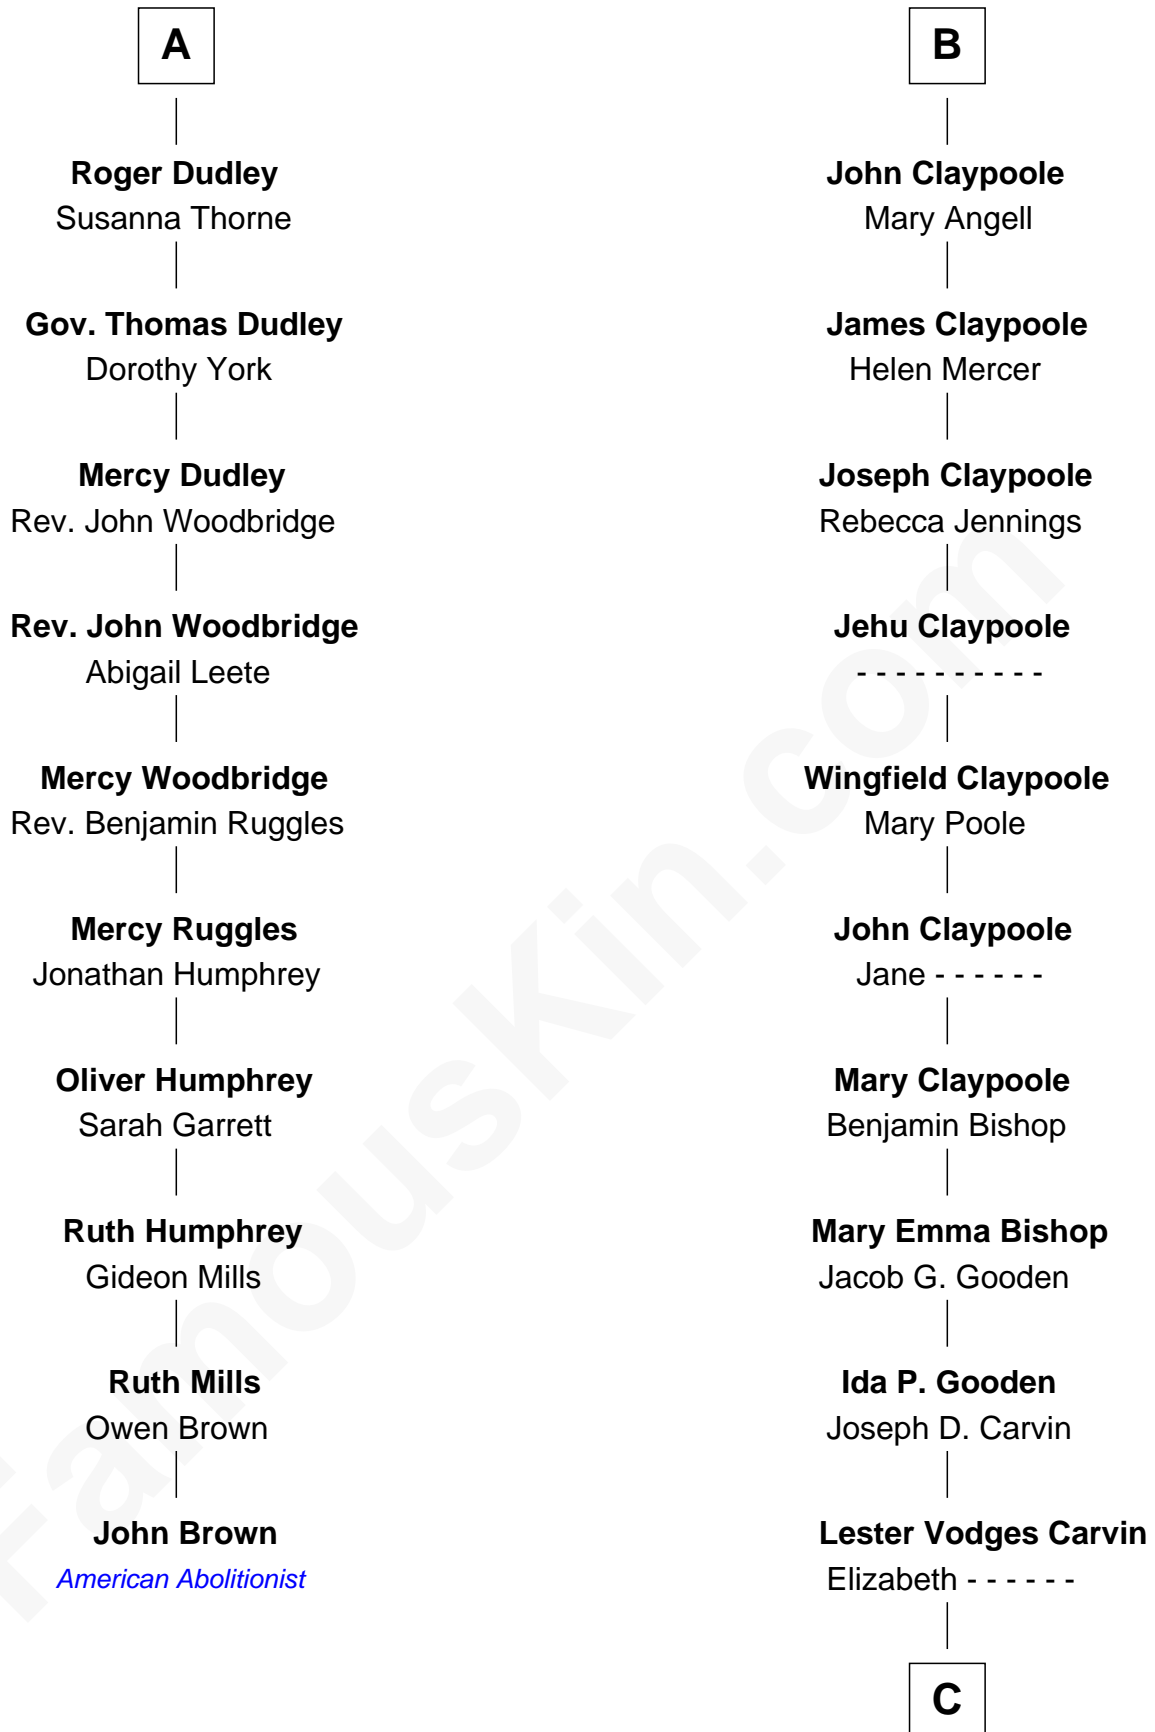 A
Roger Dudley
Susanna Thorne
Gov. Thomas Dudley
Dorothy York
Mercy Dudley
Rev. John Woodbridge
Rev. John Woodbridge
Abigail Leete
Mercy Woodbridge
Rev. Benjamin Ruggles
Mercy Ruggles
Jonathan Humphrey
Oliver Humphrey
Sarah Garrett
Ruth Humphrey
Gideon Mills
Ruth Mills
Owen Brown
John Brown
American Abolitionist
B
John Claypoole
Mary Angell
James Claypoole
Helen Mercer
Joseph Claypoole
Rebecca Jennings
Jehu Claypoole
- - - - - - - - - -
Wingfield Claypoole
Mary Poole
John Claypoole
Jane - - - - - -
Mary Claypoole
Benjamin Bishop
Mary Emma Bishop
Jacob G. Gooden
Ida P. Gooden
Joseph D. Carvin
Lester Vodges Carvin
Elizabeth - - - - - -
C
FamousKin.com